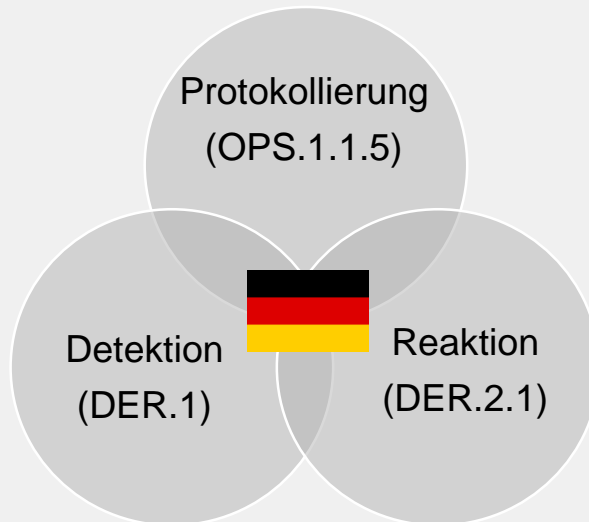 Protokollierung
(OPS.1.1.5)
Detektion
(DER.1)
Reaktion
(DER.2.1)